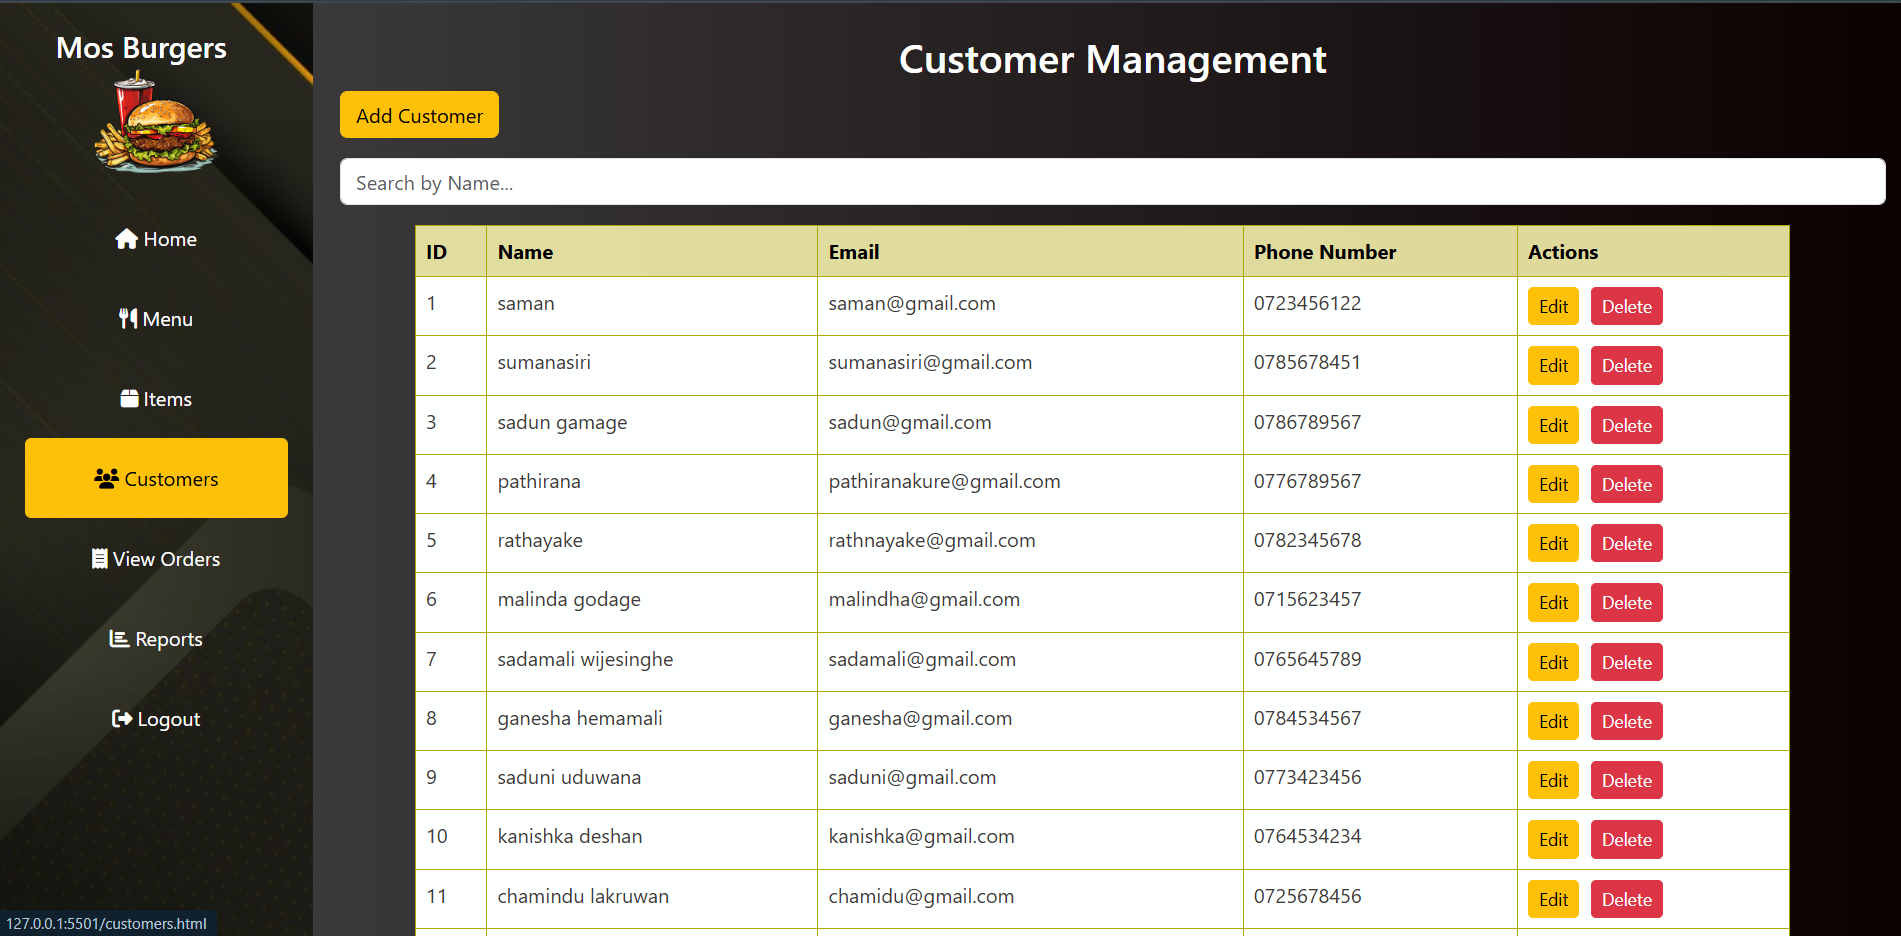 Mos Burgers
Home
Menu
Items
Customers
View Orders
Reports
Logout
127.0.0.1:5501/customers.html
Customer Management
Add Customer
Search by Name...
ID Name Email Phone Number Actions
1 saman saman@gmail.com 0723456122 Edit Delete
2 sumanasiri sumanasiri@gmail.com 0785678451 Edit Delete
3 sadun gamage sadun@gmail.com 0786789567 Edit Delete
4 pathirana pathiranakure@gmail.com 0776789567 Edit Delete
5 rathayake rathnayake@gmail.com 0782345678 Edit Delete
6 malinda godage malindha@gmail.com 0715623457 Edit Delete
7 sadamali wijesinghe sadamali@gmail.com 0765645789 Edit Delete
8 ganesha hemamali ganesha@gmail.com 0784534567 Edit Delete
9 saduni uduwana saduni@gmail.com 0773423456 Edit Delete
10 kanishka deshan kanishka@gmail.com 0764534234 Edit Delete
11 chamindu lakruwan chamidu@gmail.com 0725678456 Edit Delete